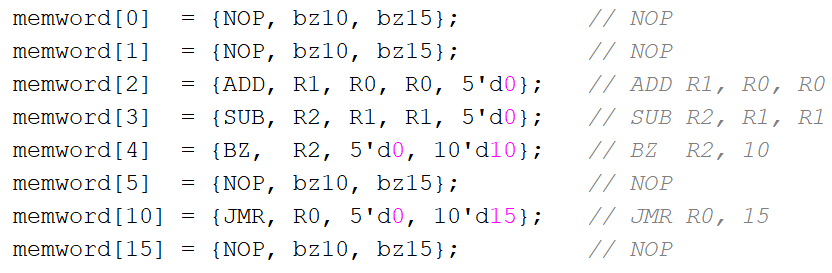 memword[0]  = {NOP, bz10, bz15};         // NOP
memword[1]  = {NOP, bz10, bz15};         // NOP
memword[2]  = {ADD, R1, R0, R0, 5'd0};   // ADD R1, R0, R0
memword[3]  = {SUB, R2, R1, R1, 5'd0};   // SUB R2, R1, R1
memword[4]  = {BZ,  R2, 5'd0, 10'd10};   // BZ  R2, 10
memword[5]  = {NOP, bz10, bz15};         // NOP
memword[10] = {JMR, R0, 5'd0, 10'd15};   // JMR R0, 15
memword[15] = {NOP, bz10, bz15};         // NOP